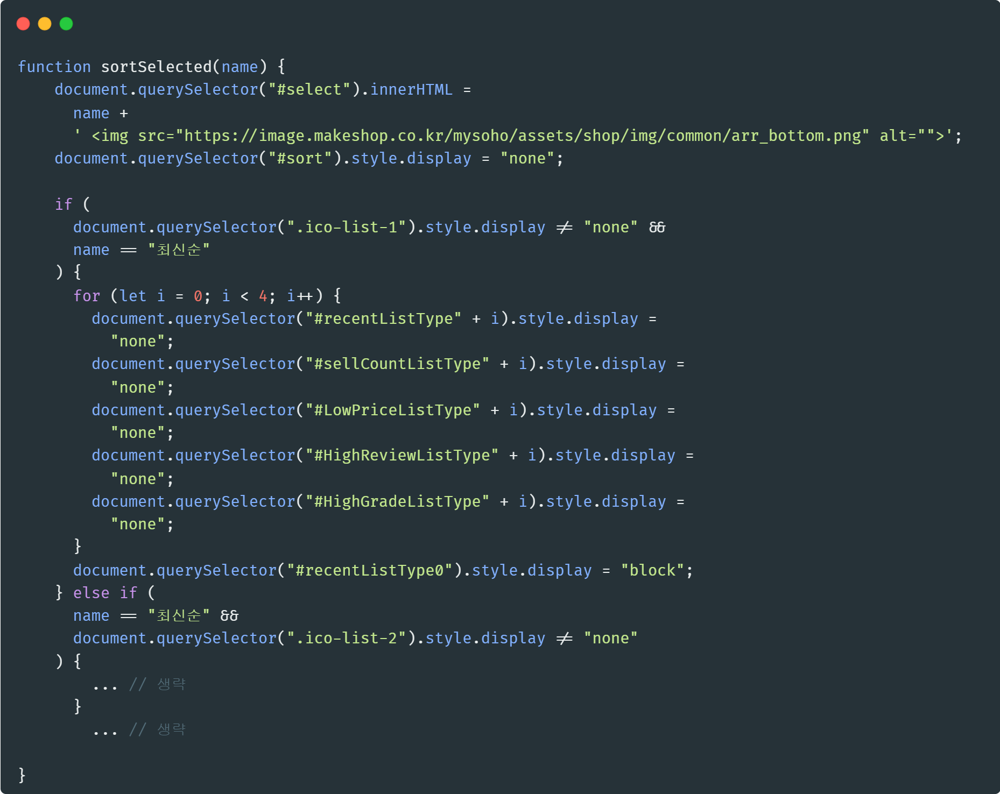 function sortSelected(name) {
    document.querySelector("#select").innerHTML =
      name +
      ' <img src="https://image.makeshop.co.kr/mysoho/assets/shop/img/common/arr_bottom.png" alt="">';
    document.querySelector("#sort").style.display = "none";

    if (
      document.querySelector(".ico-list-1").style.display != "none" &&
      name == "최신순"
    ) {
      for (let i = 0; i < 4; i++) {
        document.querySelector("#recentListType" + i).style.display =
          "none";
        document.querySelector("#sellCountListType" + i).style.display =
          "none";
        document.querySelector("#LowPriceListType" + i).style.display =
          "none";
        document.querySelector("#HighReviewListType" + i).style.display =
          "none";
        document.querySelector("#HighGradeListType" + i).style.display =
          "none";
      }
      document.querySelector("#recentListType0").style.display = "block";
    } else if (
      name == "최신순" &&
      document.querySelector(".ico-list-2").style.display != "none"
    ) {
        ... // 생략
      }
        ... // 생략

}